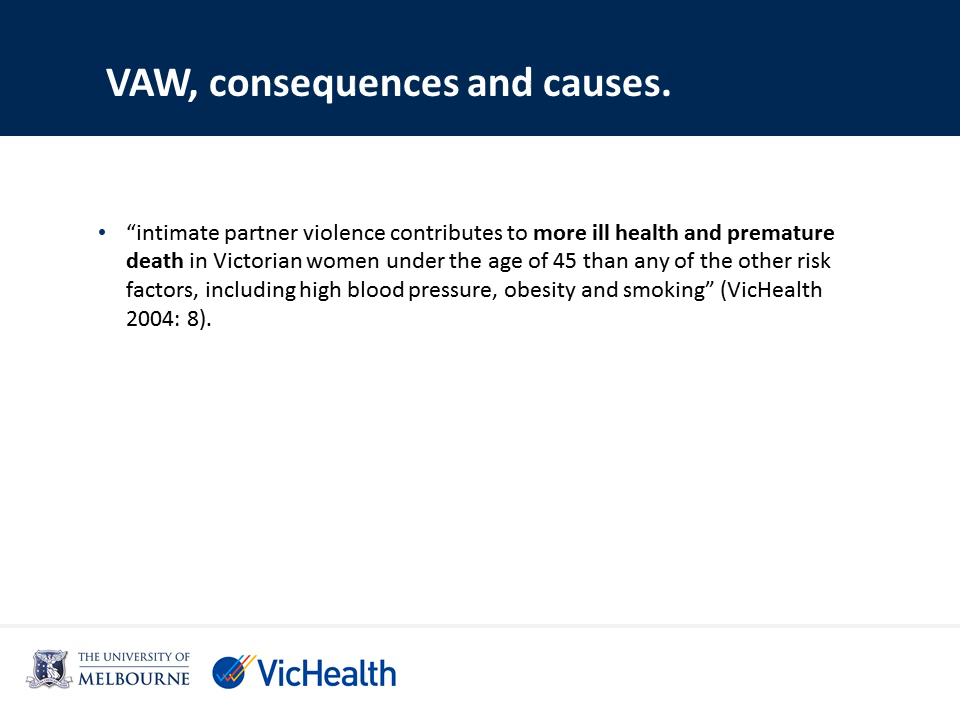 VAW, consequences and causes.
• “intimate partner violence contributes to more ill health and premature
death in Victorian women under the age of 45 than any of the other risk
factors, including high blood pressure, obesity and smoking” (VicHealth
2004: 8).
THE UNIVERSITY OF
MELBOURNE
VicHealth